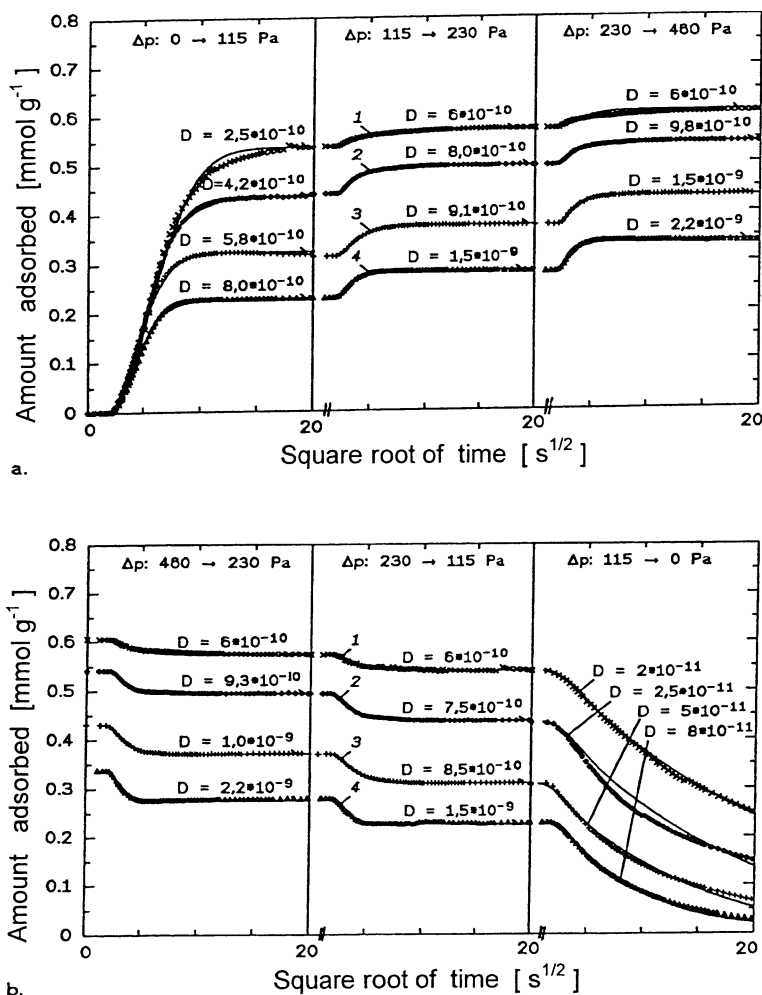 0.8
0.7
0.6
0.5
0.4
0.3
0.2
0.1
0
Amount adsorbed [mmol g⁻¹]
Δp: 0 → 115 Pa
Δp: 115 → 230 Pa
Δp: 230 → 460 Pa
D = 2,5*10⁻¹⁰
D=4,2*10⁻¹⁰
D = 5,8*10⁻¹⁰
D = 8,0*10⁻¹⁰
1
D = 6*10⁻¹⁰
2
D = 8,0*10⁻¹⁰
3
D = 9,1*10⁻¹⁰
4
D = 1,5*10⁻⁹
D = 6*10⁻¹⁰
D = 9,8*10⁻¹⁰
D = 1,5*10⁻⁹
D = 2,2*10⁻⁹
0
20
20
20
Square root of time [ s^1/2 ]
a.
0.8
0.7
0.6
0.5
0.4
0.3
0.2
0.1
0
Amount adsorbed [mmol g⁻¹]
Δp: 460 → 230 Pa
Δp: 230 → 115 Pa
Δp: 115 → 0 Pa
D = 6*10⁻¹⁰
D = 9,3*10⁻¹⁰
D = 1,0*10⁻⁹
D = 2,2*10⁻⁹
1
D = 6*10⁻¹⁰
2
D = 7,5*10⁻¹⁰
3
D = 8,5*10⁻¹⁰
4
D = 1,5*10⁻⁹
D = 2*10⁻¹¹
D = 2,5*10⁻¹¹
D = 5*10⁻¹¹
D = 8*10⁻¹¹
0
20
20
20
Square root of time [ s^1/2 ]
b.